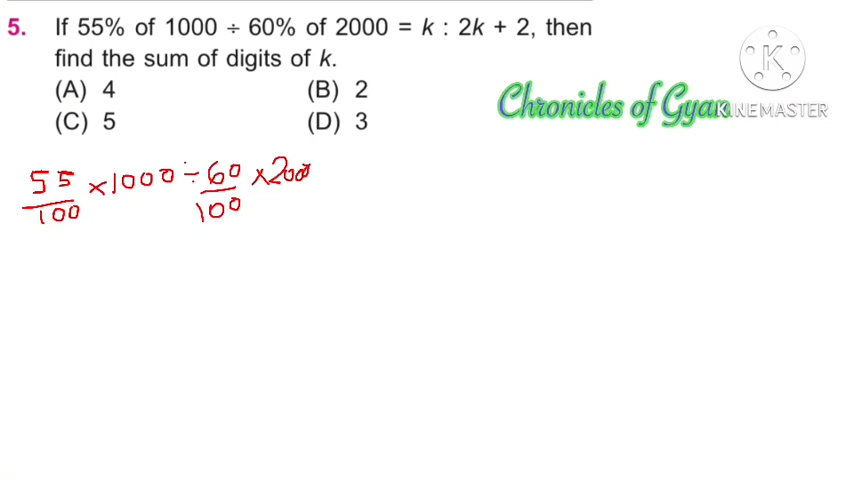 5. If 55% of 1000 ÷ 60% of 2000 = k : 2k + 2, then
find the sum of digits of k.
(A) 4 (B) 2
(C) 5 (D) 3
Chronicles of Gyan
K
KINEMASTER
55/100 × 1000 ÷ 60/100 × 2000